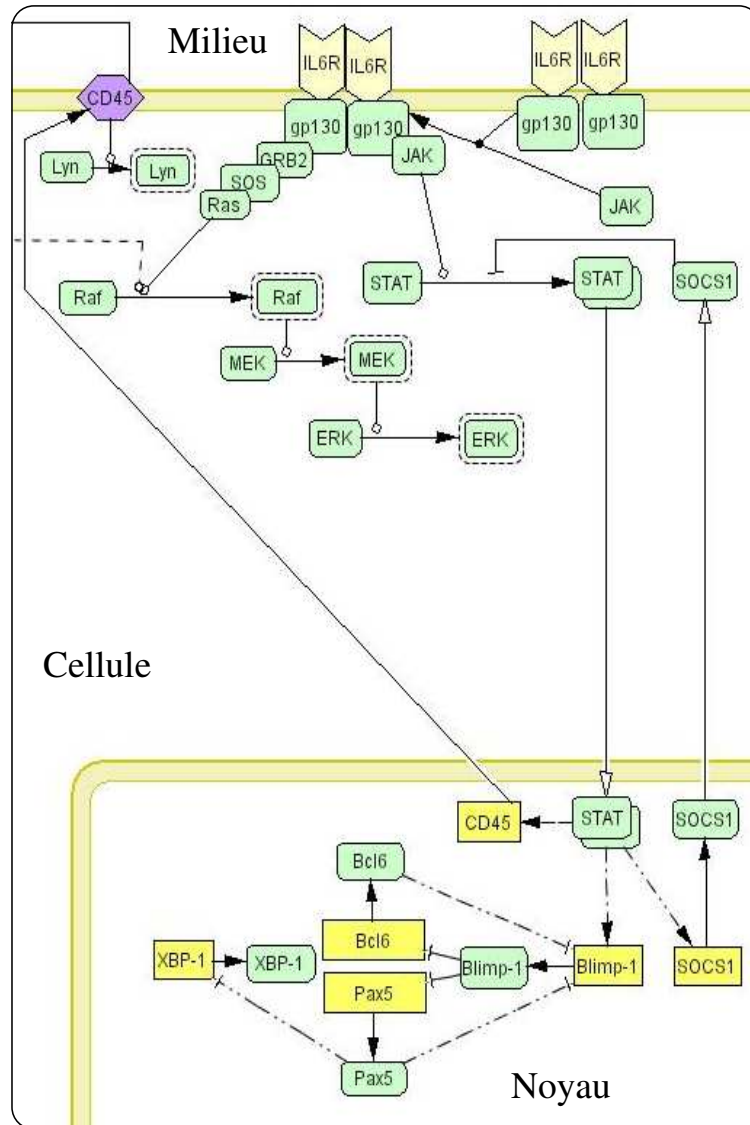 Milieu
IL6R IL6R IL6R IL6R
CD45
gp130 gp130 gp130 gp130
GRB2 JAK
Lyn Lyn
SOS
Ras JAK
Raf Raf STAT STAT SOCS1
MEK MEK
ERK ERK
Cellule
CD45 STAT SOCS1
Bcl6
Bcl6
XBP-1 XBP-1 Blimp-1 Blimp-1 SOCS1
Pax5
Pax5
Noyau